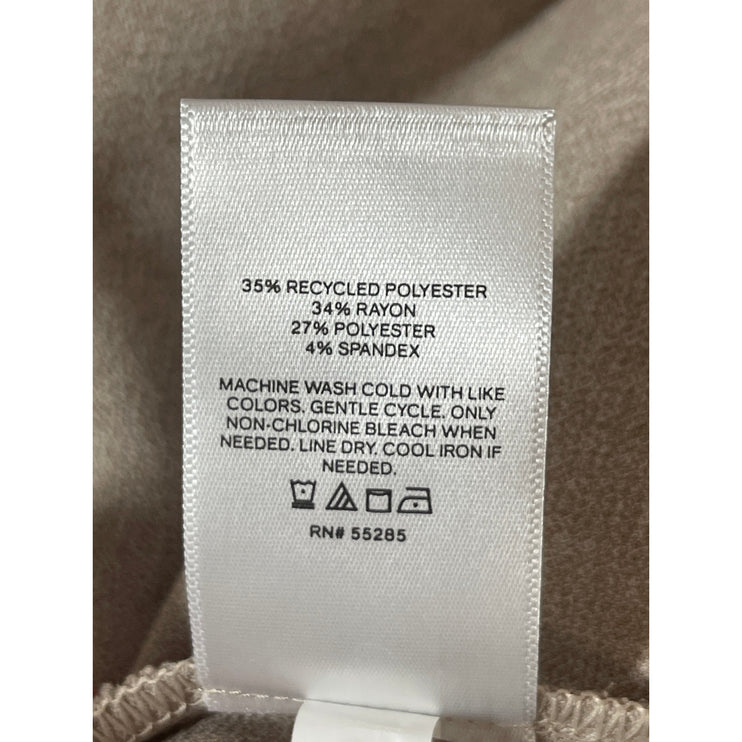 35% RECYCLED POLYESTER
34% RAYON
27% POLYESTER
4% SPANDEX
MACHINE WASH COLD WITH LIKE
COLORS. GENTLE CYCLE. ONLY
NON-CHLORINE BLEACH WHEN
NEEDED. LINE DRY. COOL IRON IF
NEEDED.
RN# 55285